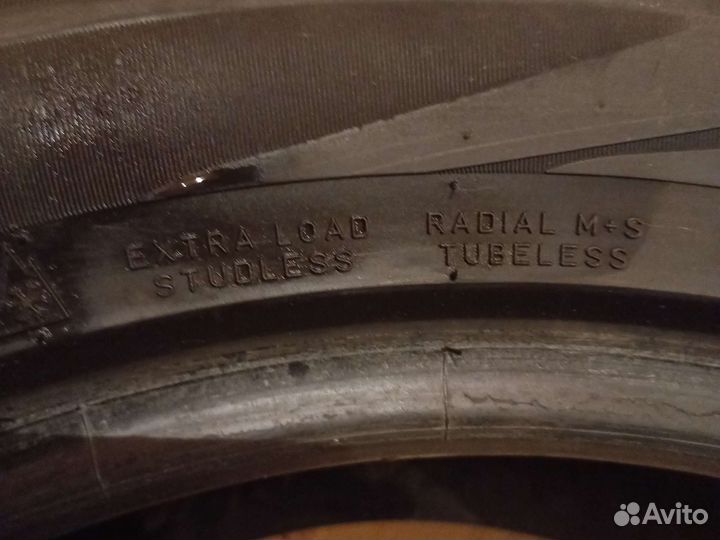 EXTRA LOAD
STUDLESS
RADIAL M+S
TUBELESS
Avito